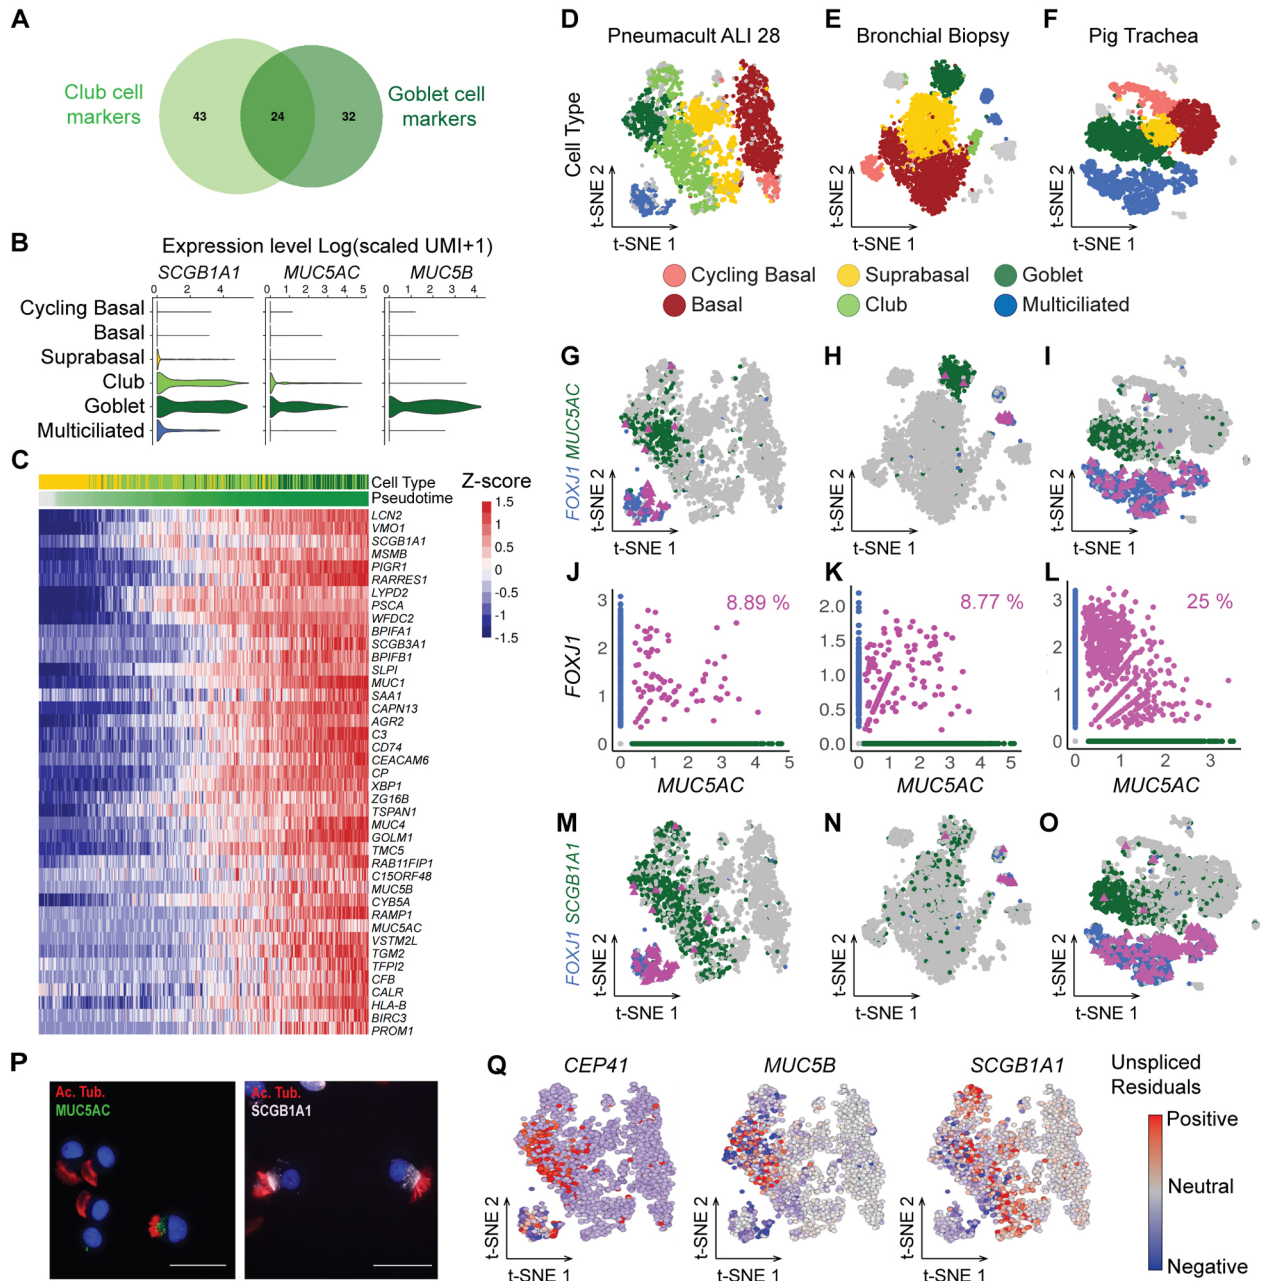 A
Club cell
markers
43
24
32
Goblet cell
markers
B
Expression level Log(scaled UMI+1)
SCGB1A1
MUC5AC
MUC5B
0 2 4
0 1 2 3 4 5
0 1 2 3 4
Cycling Basal
Basal
Suprabasal
Club
Goblet
Multiciliated
C
Cell Type
Pseudotime
Z-score
1.5
1
0.5
0
-0.5
-1
-1.5
LCN2
VMO1
SCGB1A1
MSMB
PIGR1
RARRES1
LYPD2
PSCA
WFDC2
BPIFA1
SCGB3A1
BPIFB1
SLPI
MUC1
SAA1
CAPN13
AGR2
C3
CD74
CEACAM6
CP
XBP1
ZG16B
TSPAN1
MUC4
GOLM1
TMC5
RAB11FIP1
C15ORF48
MUC5B
CYB5A
RAMP1
MUC5AC
VSTM2L
TGM2
TFPI2
CFB
CALR
HLA-B
BIRC3
PROM1
D
Pneumacult ALI 28
Cell Type
t-SNE 2
t-SNE 1
E
Bronchial Biopsy
t-SNE 2
t-SNE 1
F
Pig Trachea
t-SNE 2
t-SNE 1
Cycling Basal
Suprabasal
Goblet
Basal
Club
Multiciliated
G
FOXJ1 MUC5AC
t-SNE 2
t-SNE 1
H
t-SNE 2
t-SNE 1
I
t-SNE 2
t-SNE 1
J
8.89 %
FOXJ1
3
2
1
0
0 1 2 3 4 5
MUC5AC
K
8.77 %
2.0
1.5
1.0
0.5
0.0
0 1 2 3 4 5
MUC5AC
L
25 %
3
2
1
0
0 1 2 3
MUC5AC
M
FOXJ1 SCGB1A1
t-SNE 2
t-SNE 1
N
t-SNE 2
t-SNE 1
O
t-SNE 2
t-SNE 1
P
Ac. Tub.
MUC5AC
Ac. Tub.
SCGB1A1
Q
CEP41
t-SNE 2
t-SNE 1
MUC5B
t-SNE 2
t-SNE 1
SCGB1A1
t-SNE 2
t-SNE 1
Unspliced
Residuals
Positive
Neutral
Negative